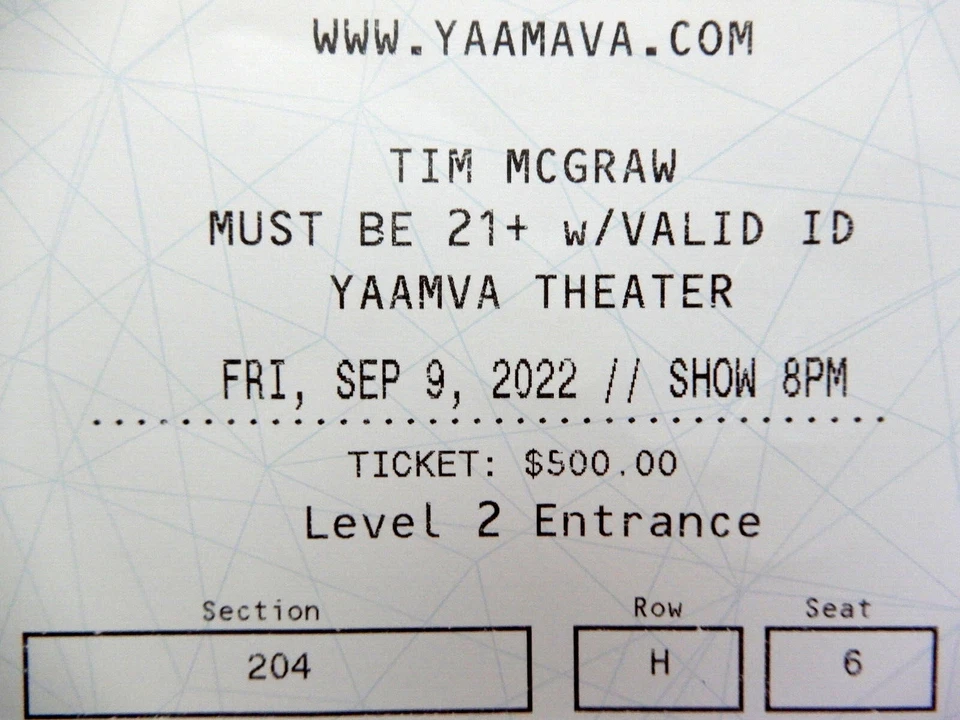 WWW.YAAMAVA.COM
TIM MCGRAW
MUST BE 21+ w/VALID ID
YAAMVA THEATER
FRI, SEP 9, 2022 // SHOW 8PM
TICKET: $500.00
Level 2 Entrance
Section Row Seat
204 H 6